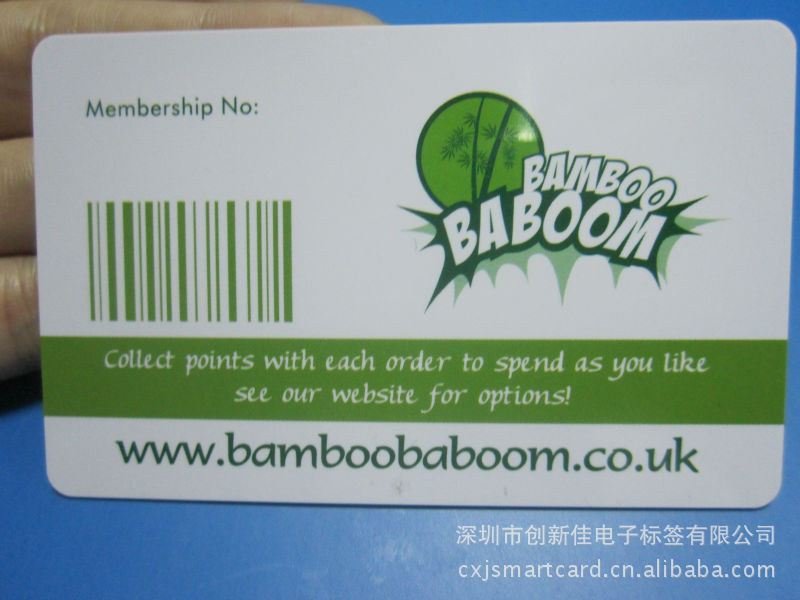 Membership No:
BAMBOO
BABOOM
Collect points with each order to spend as you like
see our website for options!
www.bamboobaboom.co.uk
深圳市创新佳电子标签有限公司
cxjsmartcard.cn.alibaba.com